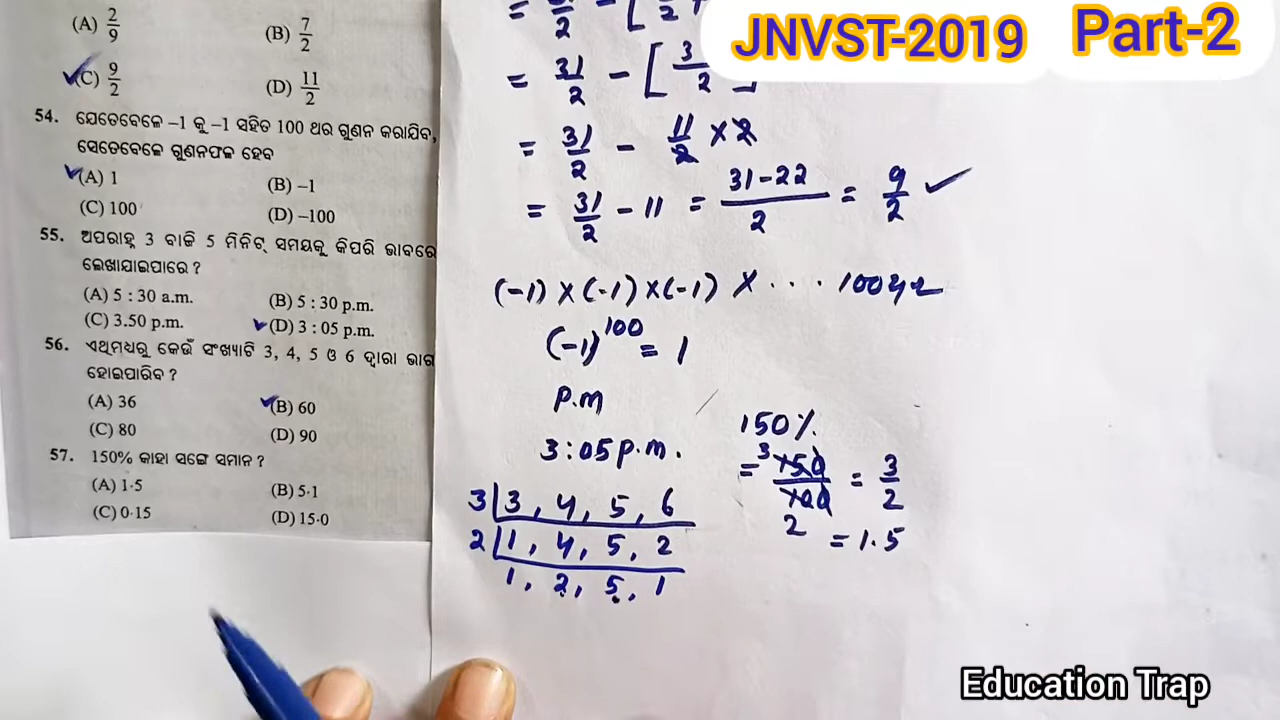 (A) 2/9
(B) 7/2
(C) 9/2
(D) 11/2
54. ଯେତେବେଳେ –1 କୁ –1 ସହିତ 100 ଥର ଗୁଣନ କରାଯିବ,
ସେତେବେଳେ ଗୁଣନଫଳ ହେବ
(A) 1
(B) –1
(C) 100
(D) –100
55. ଅପରାହ୍ନ 3 ବାଜି 5 ମିନିଟ୍ ସମୟକୁ କିପରି ଭାବରେ
ଲେଖାଯାଇପାରେ ?
(A) 5 : 30 a.m.
(B) 5 : 30 p.m.
(C) 3.50 p.m.
(D) 3 : 05 p.m.
56. ଏଥିମଧ୍ୟରୁ କେଉଁ ସଂଖ୍ୟାଟି 3, 4, 5 ଓ 6 ଦ୍ୱାରା ଭାଗ
ହୋଇପାରିବ ?
(A) 36
(B) 60
(C) 80
(D) 90
57. 150% କାହା ସଙ୍ଗେ ସମାନ ?
(A) 1·5
(B) 5·1
(C) 0·15
(D) 15·0
JNVST-2019 Part-2
= 31/2 – [ 3/2
= 31/2 – 11/2 × 2
= 31/2 – 11 = 31–22/2 = 9/2 ✓
(–1) × (–1) × (–1) × . . . . 100
(–1)^100 = 1
P.m
3:05 p.m.
3 | 3, 4, 5, 6
2 | 1, 4, 5, 2
1, 2, 5, 1
150%
= 3 150/100 2 = 3/2
= 1.5
Education Trap